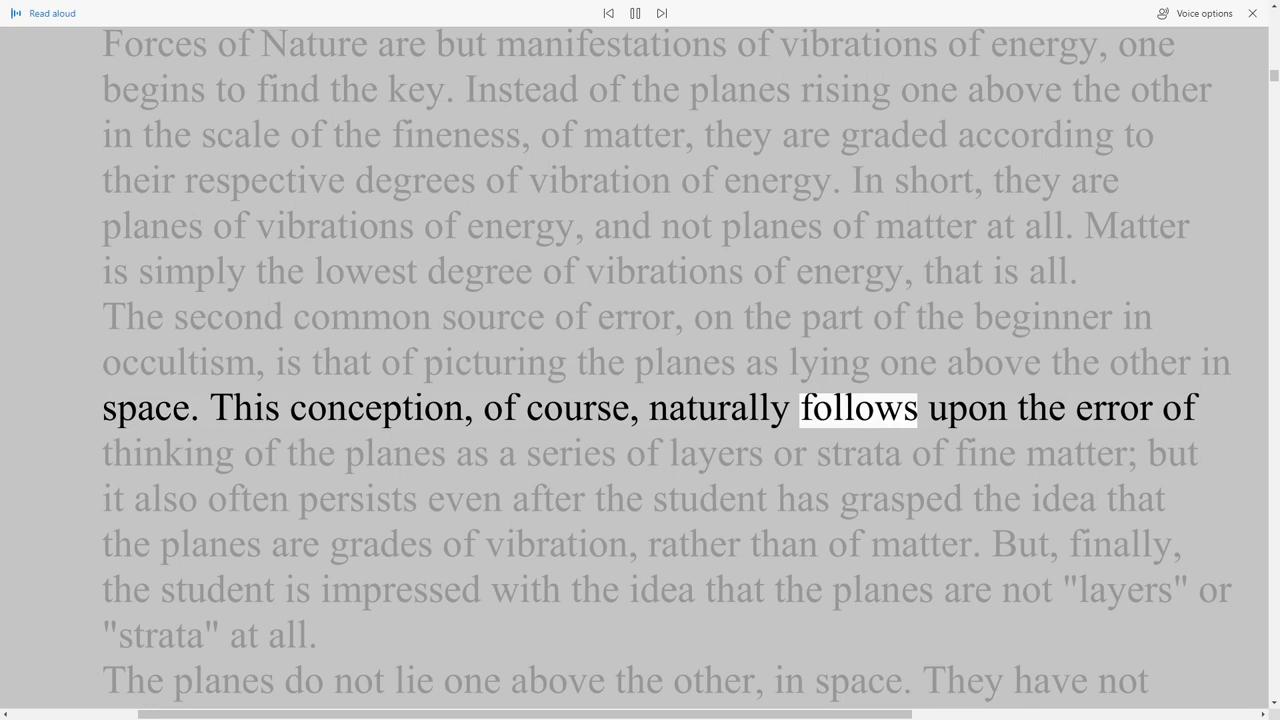 Read aloud
Voice options
Forces of Nature are but manifestations of vibrations of energy, one
begins to find the key. Instead of the planes rising one above the other
in the scale of the fineness, of matter, they are graded according to
their respective degrees of vibration of energy. In short, they are
planes of vibrations of energy, and not planes of matter at all. Matter
is simply the lowest degree of vibrations of energy, that is all.
The second common source of error, on the part of the beginner in
occultism, is that of picturing the planes as lying one above the other in
space. This conception, of course, naturally follows upon the error of
thinking of the planes as a series of layers or strata of fine matter; but
it also often persists even after the student has grasped the idea that
the planes are grades of vibration, rather than of matter. But, finally,
the student is impressed with the idea that the planes are not "layers" or
"strata" at all.
The planes do not lie one above the other, in space. They have not